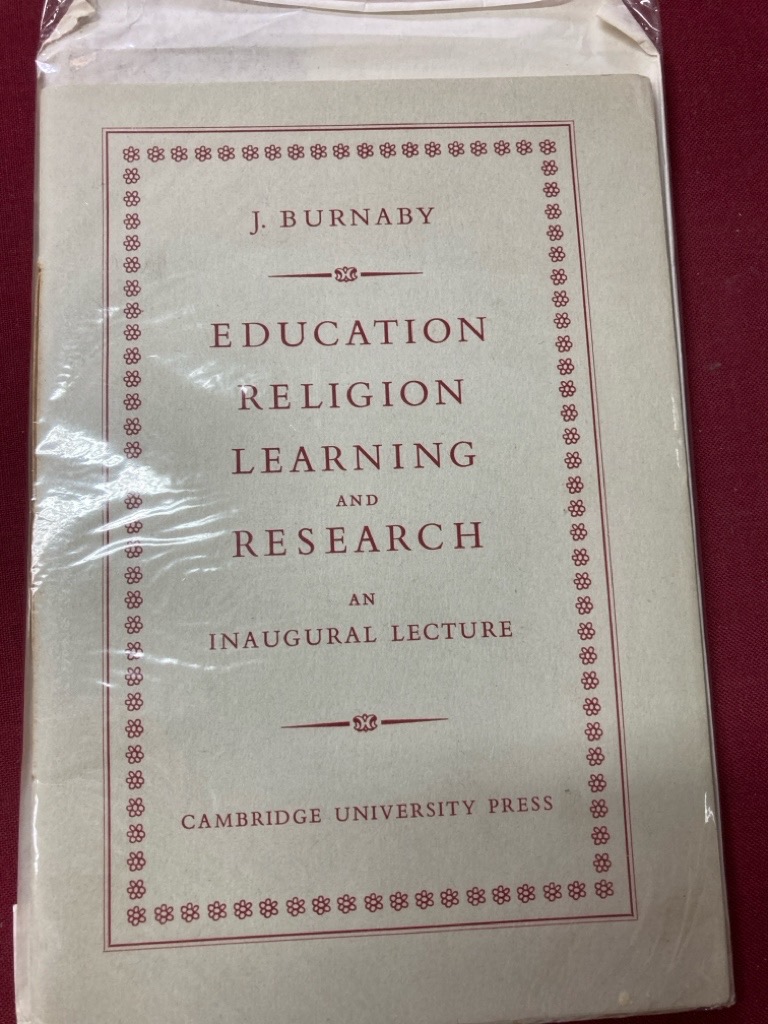 J. BURNABY
EDUCATION
RELIGION
LEARNING
AND
RESEARCH
AN
INAUGURAL LECTURE
CAMBRIDGE UNIVERSITY PRESS